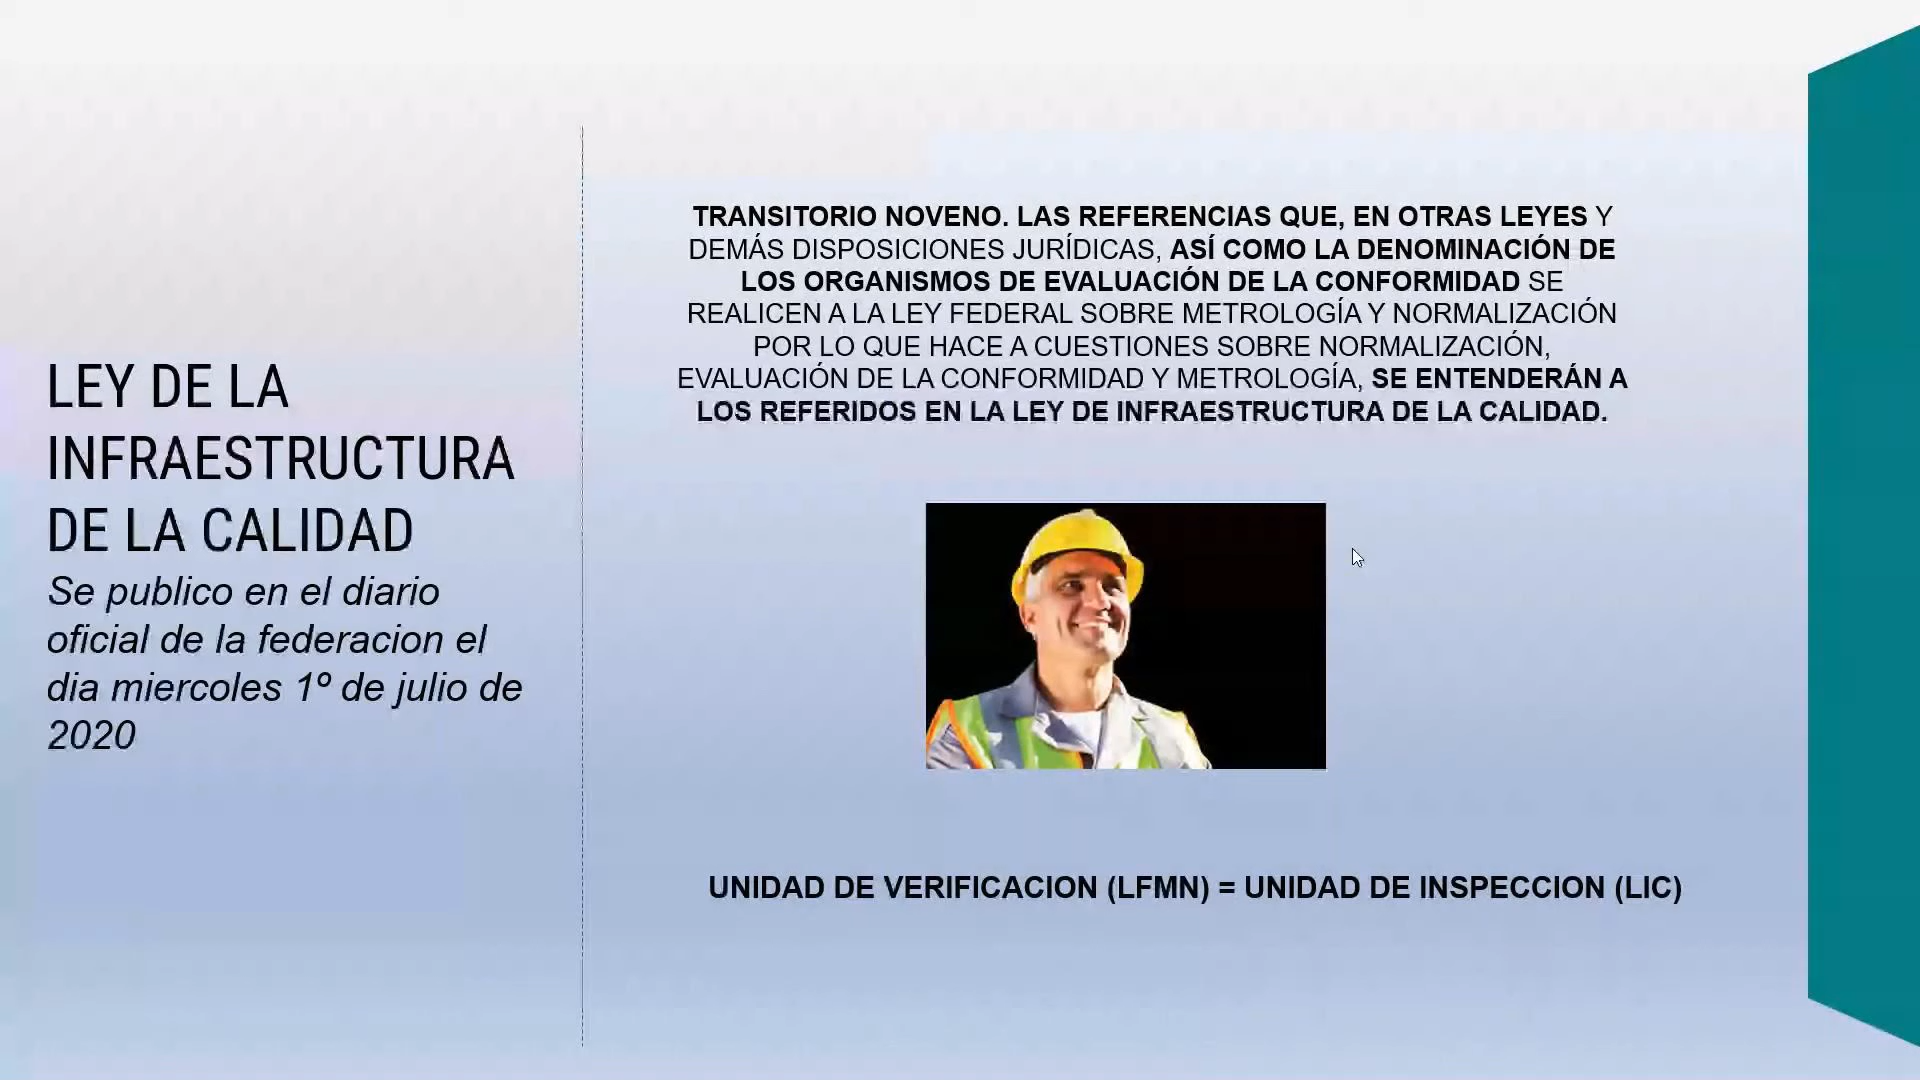 LEY DE LA
INFRAESTRUCTURA
DE LA CALIDAD
Se publico en el diario
oficial de la federacion el
dia miercoles 1º de julio de
2020
TRANSITORIO NOVENO. LAS REFERENCIAS QUE, EN OTRAS LEYES Y
DEMÁS DISPOSICIONES JURÍDICAS, ASÍ COMO LA DENOMINACIÓN DE
LOS ORGANISMOS DE EVALUACIÓN DE LA CONFORMIDAD SE
REALICEN A LA LEY FEDERAL SOBRE METROLOGÍA Y NORMALIZACIÓN
POR LO QUE HACE A CUESTIONES SOBRE NORMALIZACIÓN,
EVALUACIÓN DE LA CONFORMIDAD Y METROLOGÍA, SE ENTENDERÁN A
LOS REFERIDOS EN LA LEY DE INFRAESTRUCTURA DE LA CALIDAD.
UNIDAD DE VERIFICACION (LFMN) = UNIDAD DE INSPECCION (LIC)